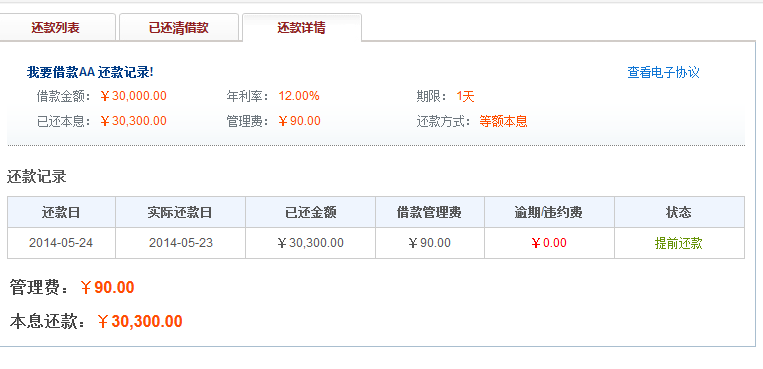 还款列表 已还清借款 还款详情
我要借款AA 还款记录! 查看电子协议
借款金额：￥30,000.00 年利率：12.00% 期限：1天
已还本息：￥30,300.00 管理费：￥90.00 还款方式：等额本息
还款记录
还款日 实际还款日 已还金额 借款管理费 逾期/违约费 状态
2014-05-24 2014-05-23 ￥30,300.00 ￥90.00 ￥0.00 提前还款
管理费：￥90.00
本息还款：￥30,300.00